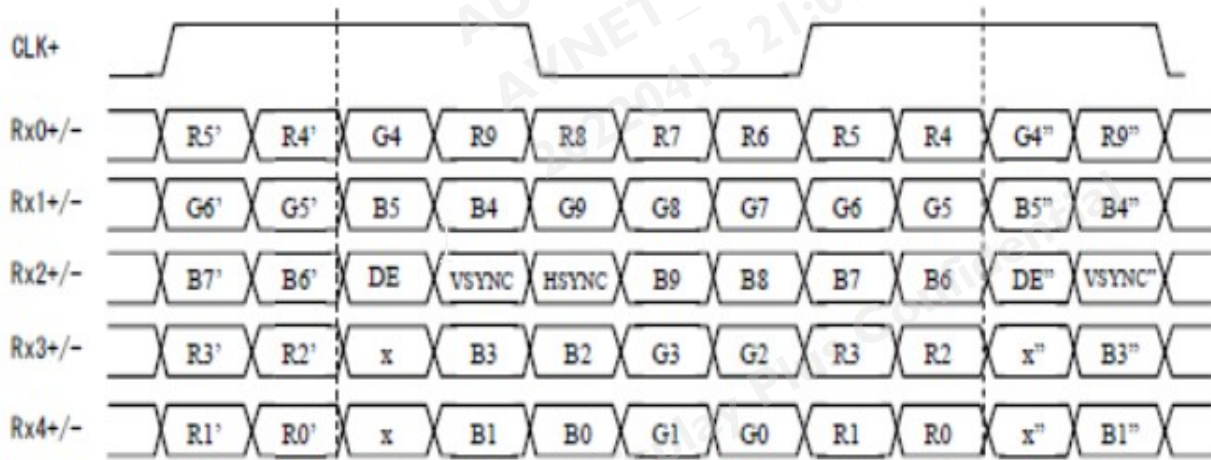 CLK+
Rx0+/- R5’ R4’ G4 R9 R8 R7 R6 R5 R4 G4” R9”
Rx1+/- G6’ G5’ B5 B4 G9 G8 G7 G6 G5 B5” B4”
Rx2+/- B7’ B6’ DE VSYNC HSYNC B9 B8 B7 B6 DE” VSYNC”
Rx3+/- R3’ R2’ x B3 B2 G3 G2 R3 R2 x” B3”
Rx4+/- R1’ R0’ x B1 B0 G1 G0 R1 R0 x” B1”
AVNET_
Plus Confidential